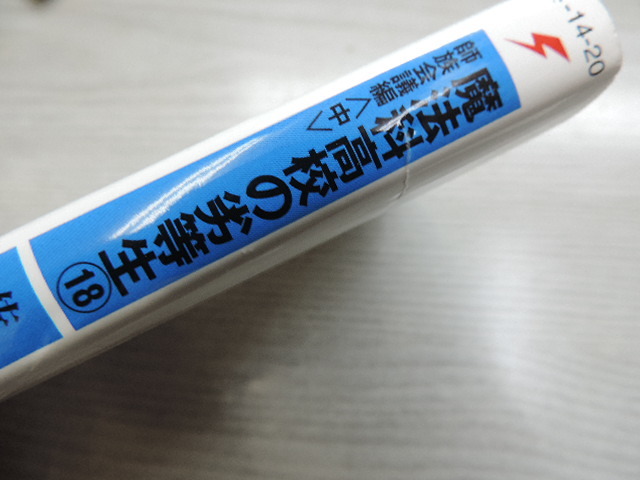 -14-20
魔法科高校の劣等生⑱
師族会議編〈中〉
佐